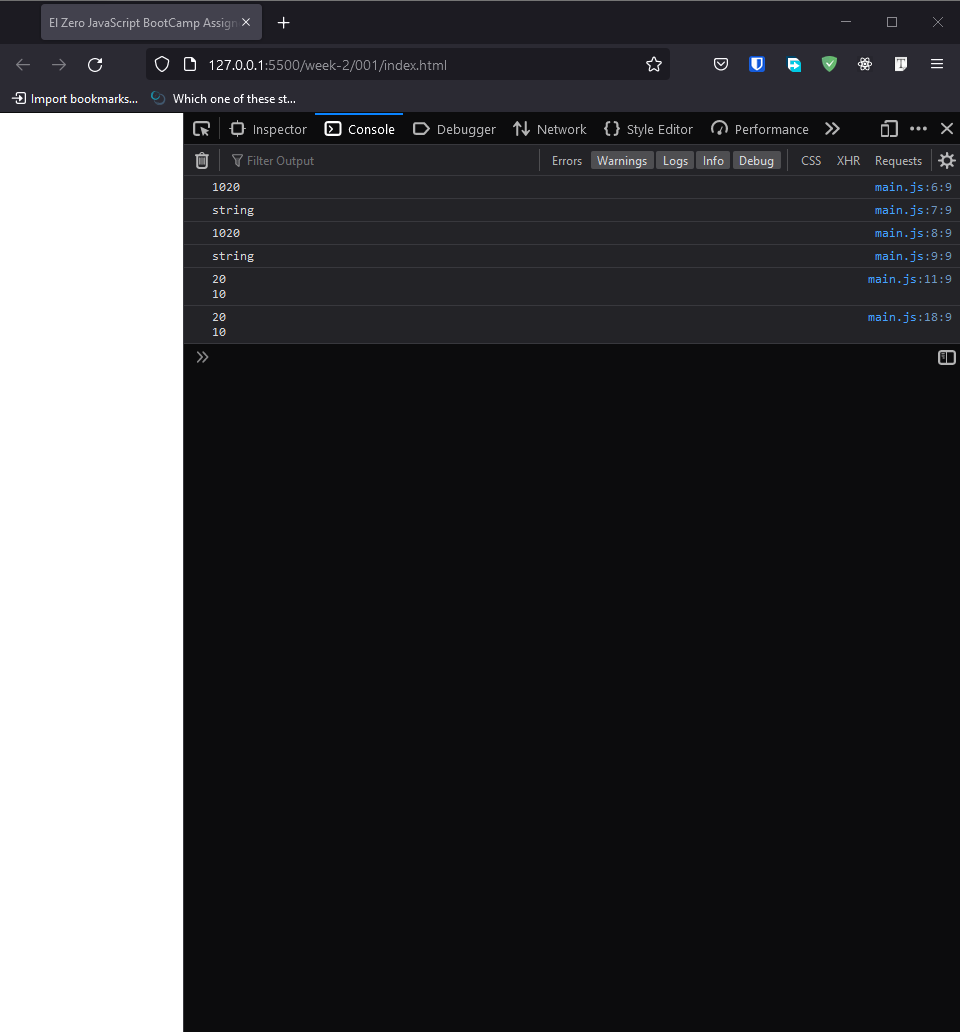 El Zero JavaScript BootCamp Assign
127.0.0.1:5500/week-2/001/index.html
Import bookmarks... Which one of these st...
Inspector Console Debugger Network Style Editor Performance
Filter Output Errors Warnings Logs Info Debug CSS XHR Requests
1020 main.js:6:9
string main.js:7:9
1020 main.js:8:9
string main.js:9:9
20 main.js:11:9
10
20 main.js:18:9
10